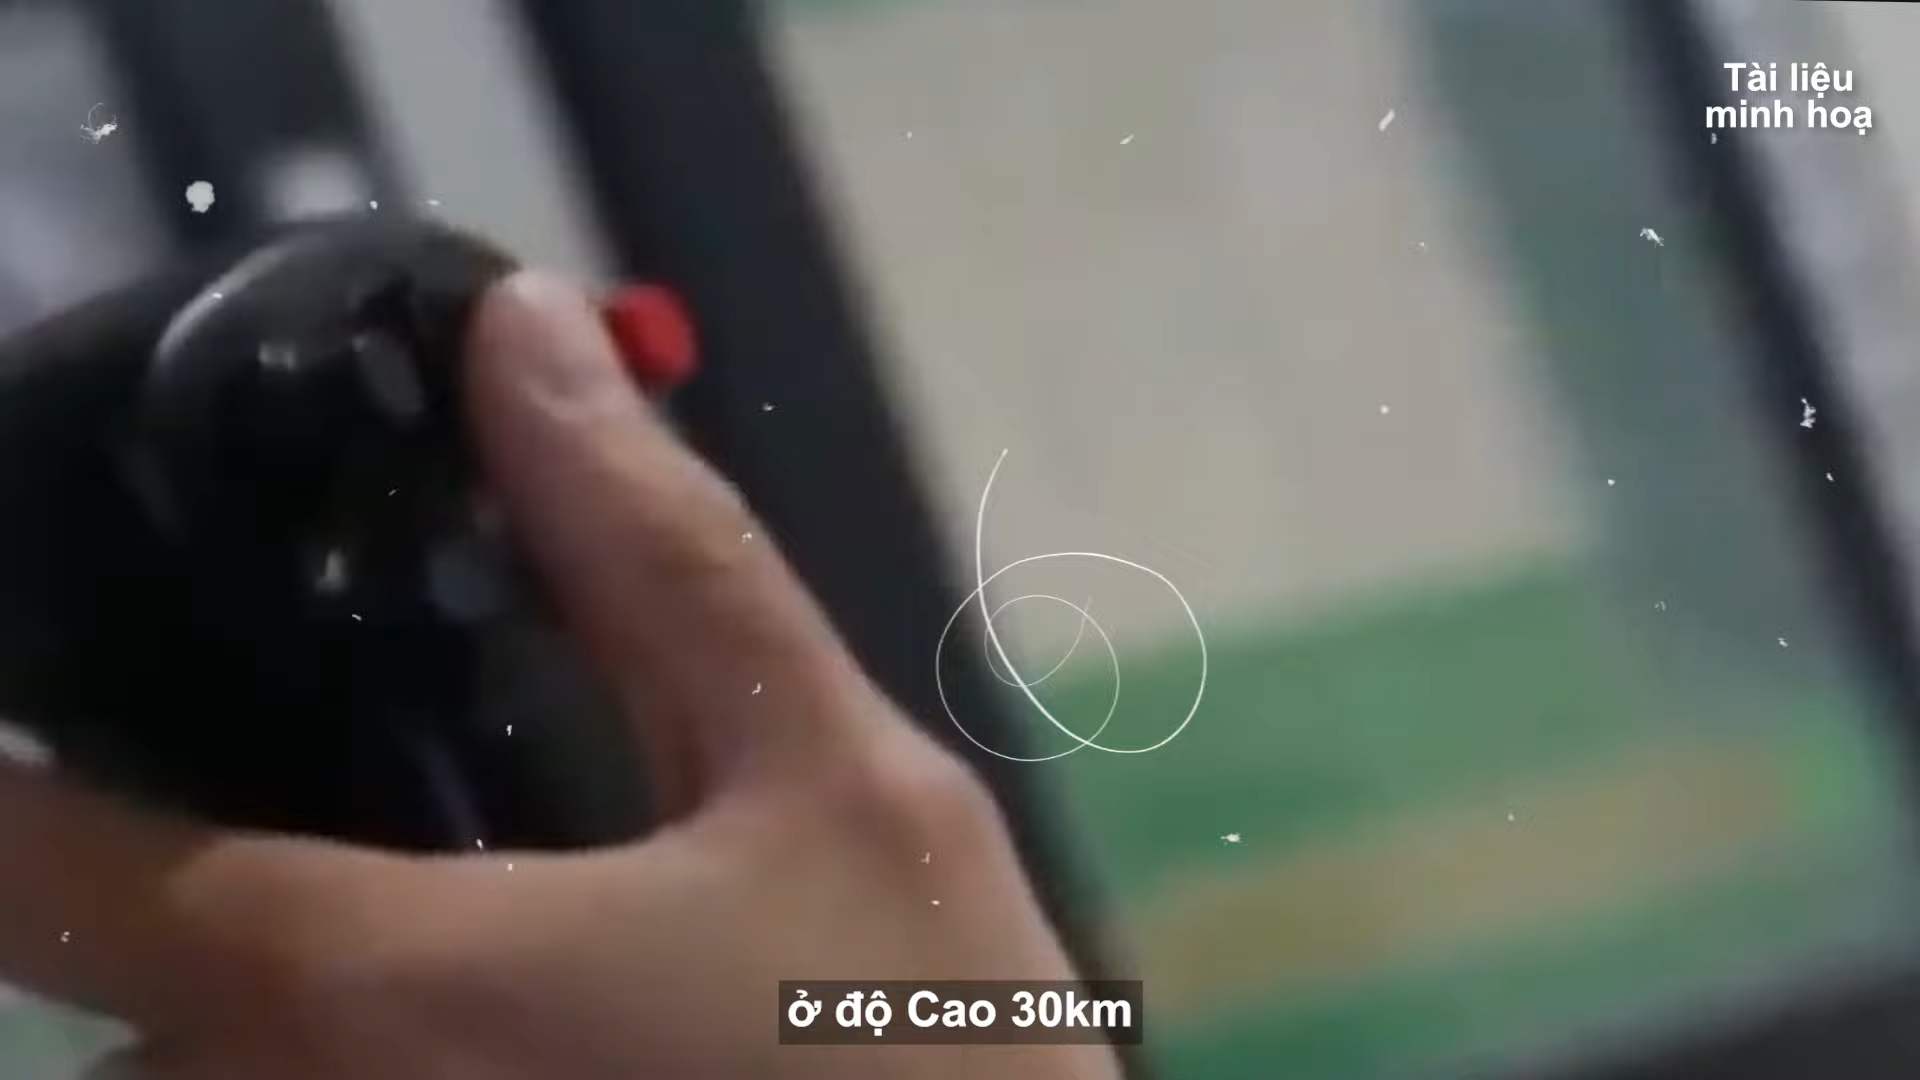 Tài liệu
minh hoạ
ở độ Cao 30km